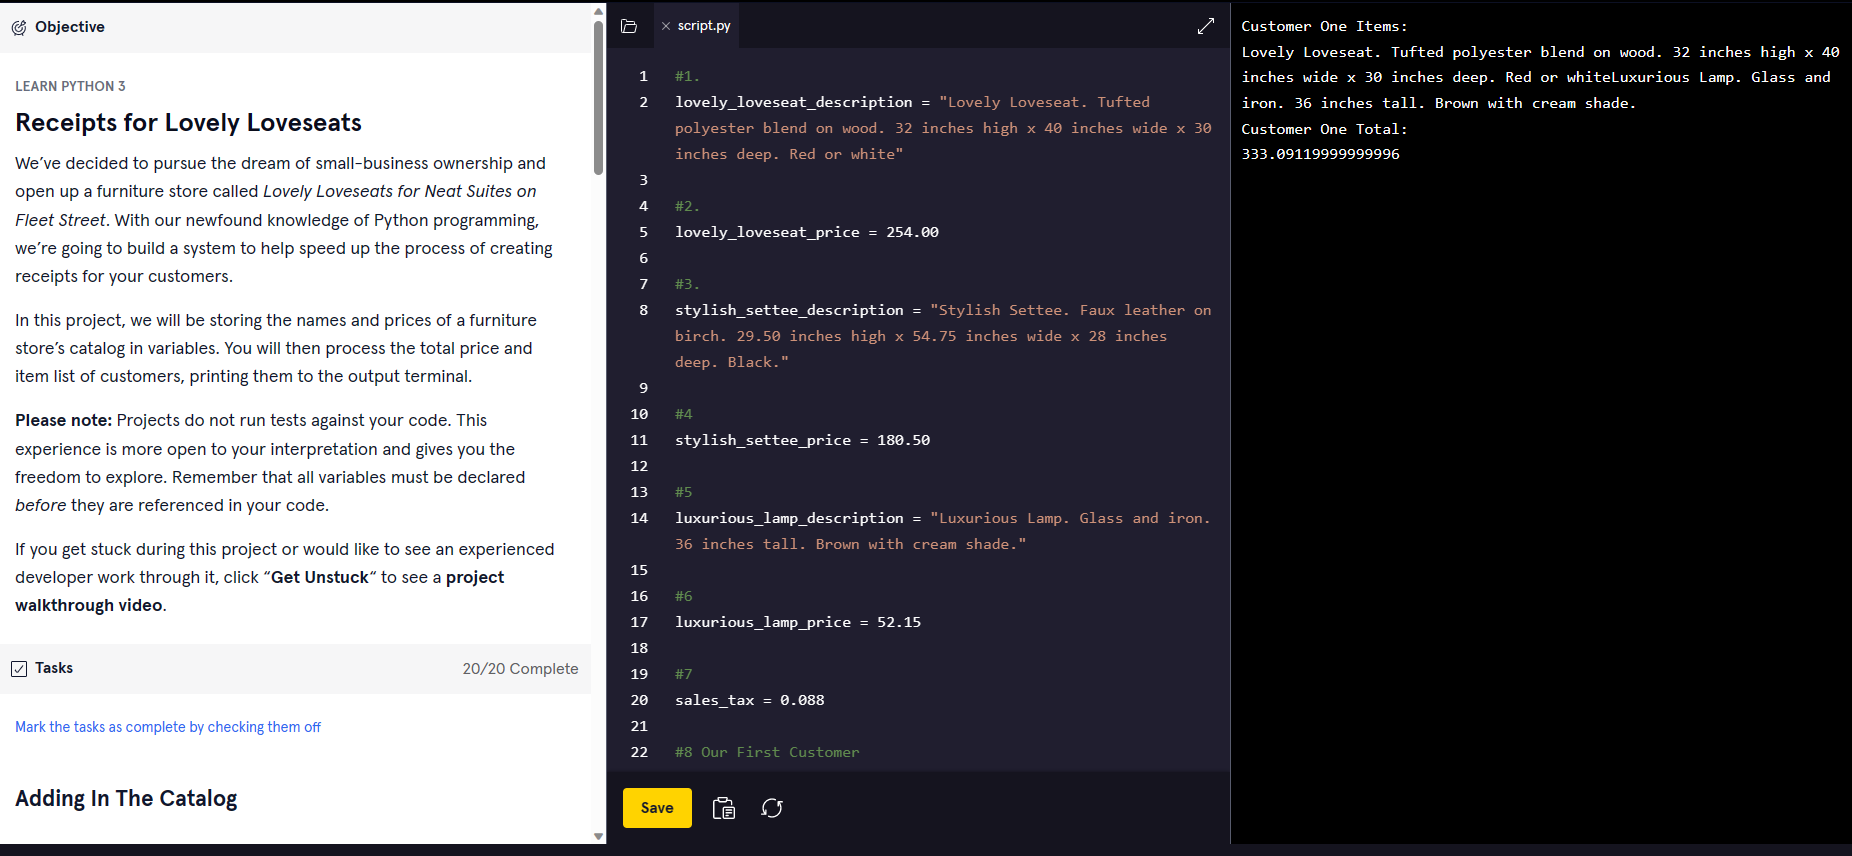 Objective
LEARN PYTHON 3
Receipts for Lovely Loveseats
We’ve decided to pursue the dream of small-business ownership and
open up a furniture store called Lovely Loveseats for Neat Suites on
Fleet Street. With our newfound knowledge of Python programming,
we’re going to build a system to help speed up the process of creating
receipts for your customers.
In this project, we will be storing the names and prices of a furniture
store’s catalog in variables. You will then process the total price and
item list of customers, printing them to the output terminal.
Please note: Projects do not run tests against your code. This
experience is more open to your interpretation and gives you the
freedom to explore. Remember that all variables must be declared
before they are referenced in your code.
If you get stuck during this project or would like to see an experienced
developer work through it, click “Get Unstuck“ to see a project
walkthrough video.
Tasks
20/20 Complete
Mark the tasks as complete by checking them off
Adding In The Catalog
script.py
1 #1.
2 lovely_loveseat_description = "Lovely Loveseat. Tufted
polyester blend on wood. 32 inches high x 40 inches wide x 30
inches deep. Red or white"
3
4 #2.
5 lovely_loveseat_price = 254.00
6
7 #3.
8 stylish_settee_description = "Stylish Settee. Faux leather on
birch. 29.50 inches high x 54.75 inches wide x 28 inches
deep. Black."
9
10 #4
11 stylish_settee_price = 180.50
12
13 #5
14 luxurious_lamp_description = "Luxurious Lamp. Glass and iron.
36 inches tall. Brown with cream shade."
15
16 #6
17 luxurious_lamp_price = 52.15
18
19 #7
20 sales_tax = 0.088
21
22 #8 Our First Customer
Save
Customer One Items:
Lovely Loveseat. Tufted polyester blend on wood. 32 inches high x 40
inches wide x 30 inches deep. Red or whiteLuxurious Lamp. Glass and
iron. 36 inches tall. Brown with cream shade.
Customer One Total:
333.09119999999996